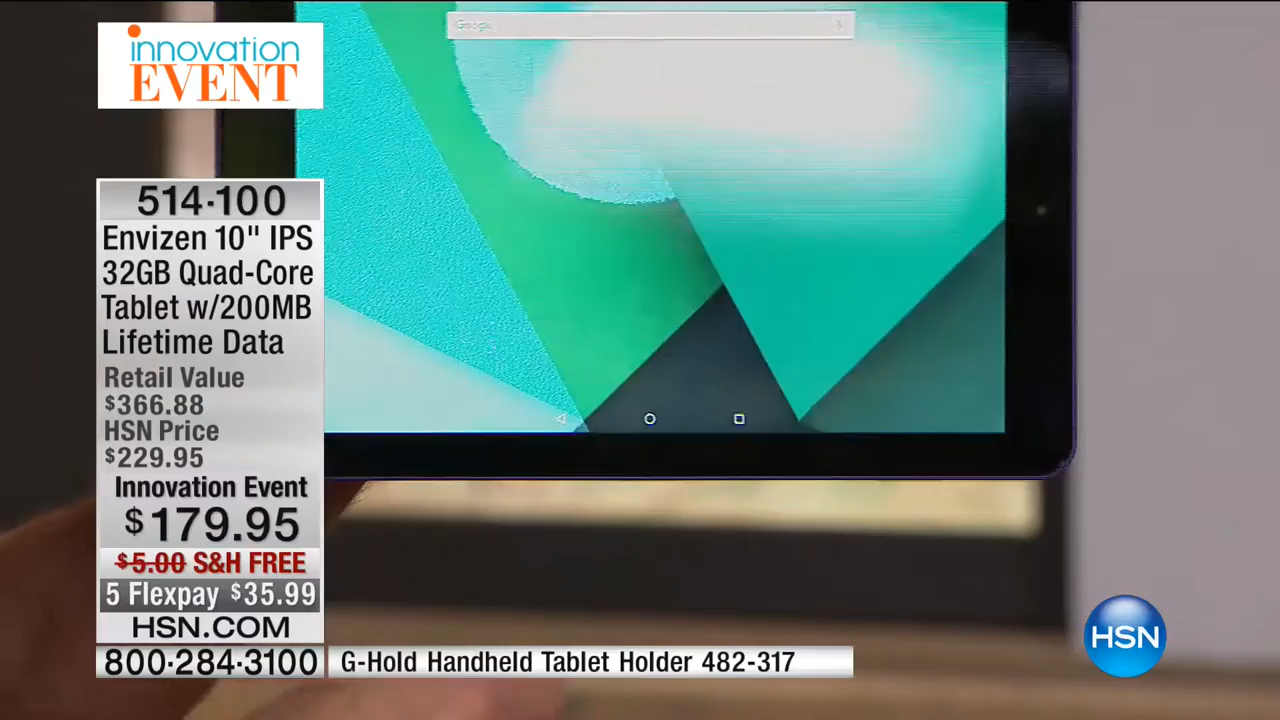 innovation
EVENT
Google
514-100
Envizen 10" IPS
32GB Quad-Core
Tablet w/200MB
Lifetime Data
Retail Value
$366.88
HSN Price
$229.95
Innovation Event
$179.95
$5.00 S&H FREE
5 Flexpay $35.99
HSN.COM
800-284-3100
G-Hold Handheld Tablet Holder 482-317
HSN